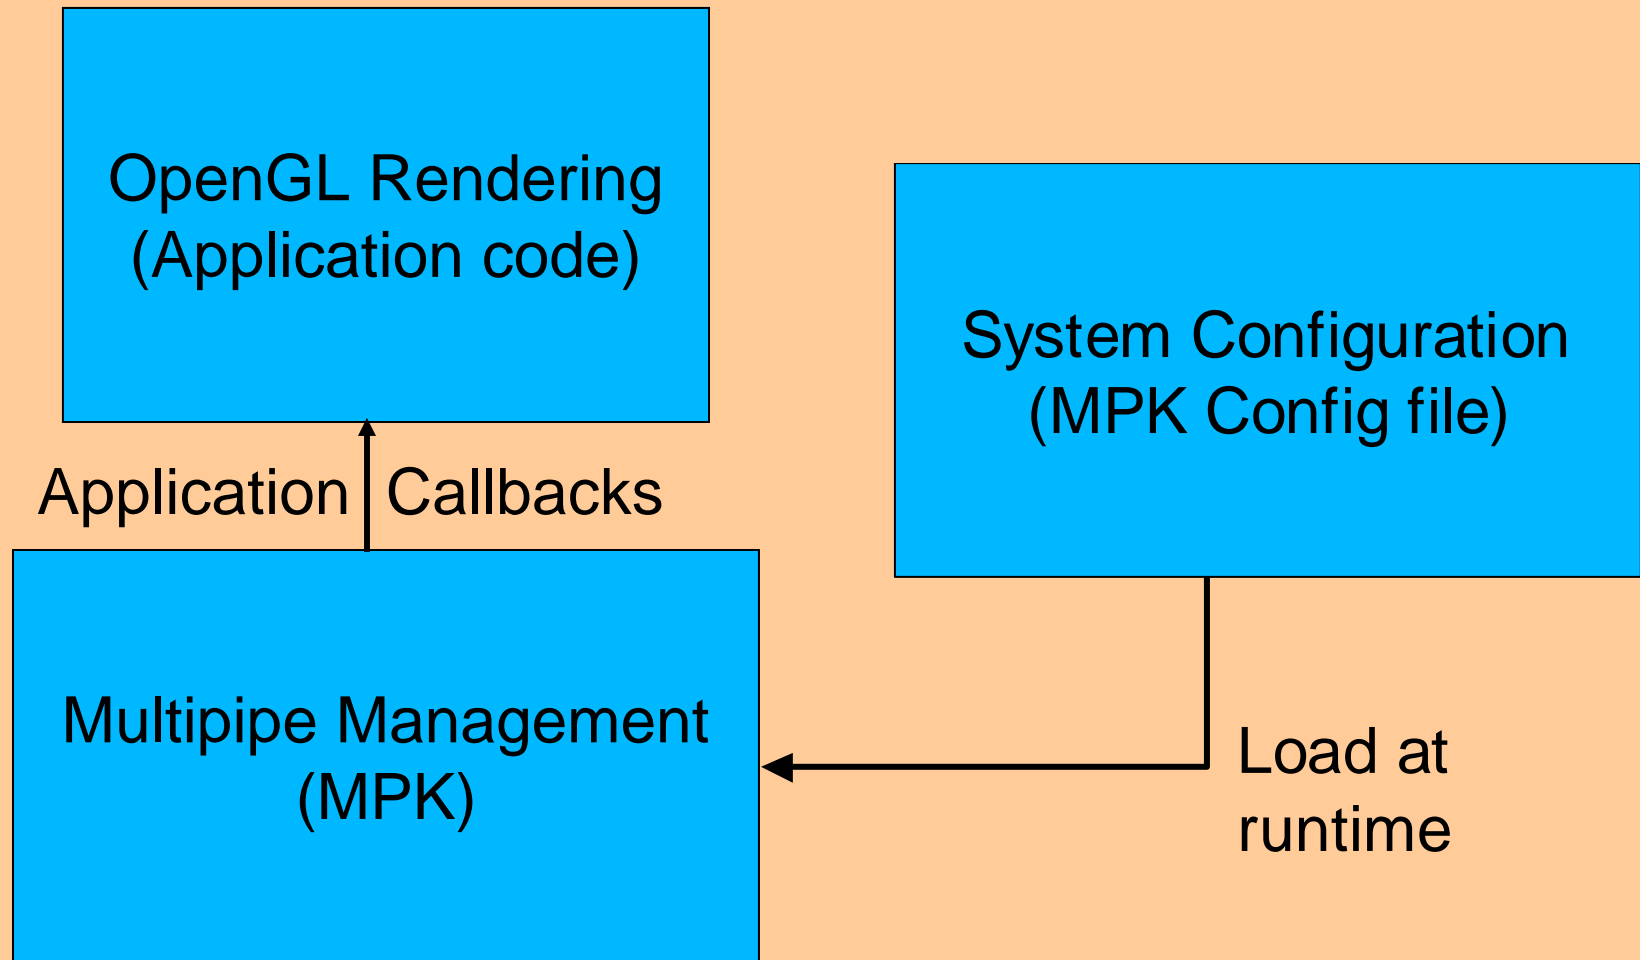 OpenGL Rendering
(Application code)
System Configuration
(MPK Config file)
Application Callbacks
Multipipe Management
(MPK)
Load at
runtime